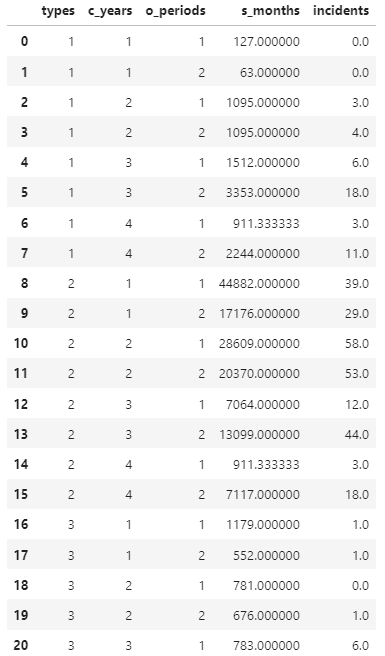 types c_years o_periods s_months incidents
0 1 1 1 127.000000 0.0
1 1 1 2 63.000000 0.0
2 1 2 1 1095.000000 3.0
3 1 2 2 1095.000000 4.0
4 1 3 1 1512.000000 6.0
5 1 3 2 3353.000000 18.0
6 1 4 1 911.333333 3.0
7 1 4 2 2244.000000 11.0
8 2 1 1 44882.000000 39.0
9 2 1 2 17176.000000 29.0
10 2 2 1 28609.000000 58.0
11 2 2 2 20370.000000 53.0
12 2 3 1 7064.000000 12.0
13 2 3 2 13099.000000 44.0
14 2 4 1 911.333333 3.0
15 2 4 2 7117.000000 18.0
16 3 1 1 1179.000000 1.0
17 3 1 2 552.000000 1.0
18 3 2 1 781.000000 0.0
19 3 2 2 676.000000 1.0
20 3 3 1 783.000000 6.0